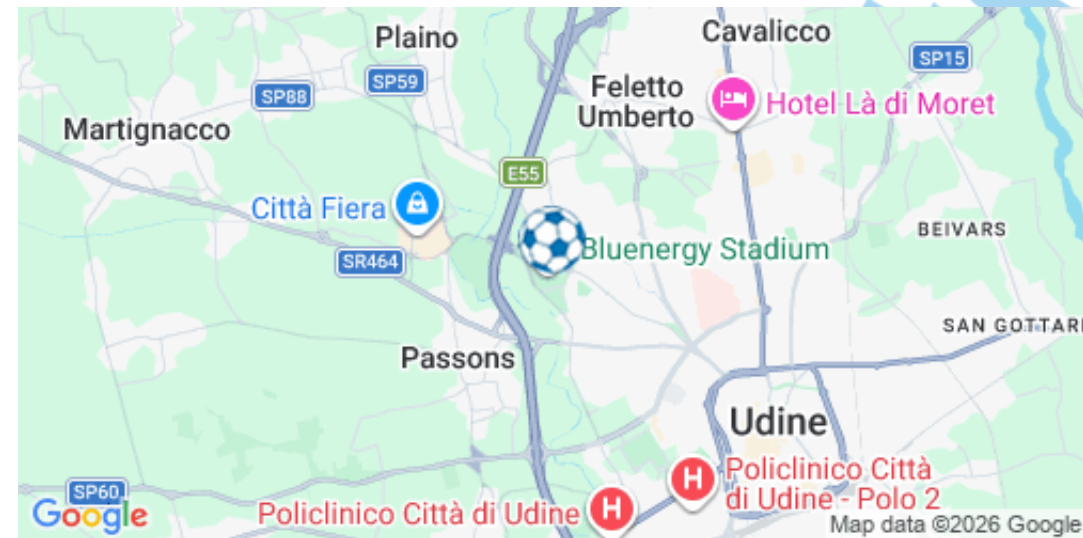 Plaino
Cavalicco
SP15
SP59
SP88
Feletto
Umberto
Hotel Là di Moret
Martignacco
E55
Città Fiera
BEIVARS
Bluenergy Stadium
SR464
SAN GOTTAR
Passons
Udine
Policlinico Città
di Udine - Polo 2
SP60
Google
Policlinico Città di Udine
Map data ©2026 Google